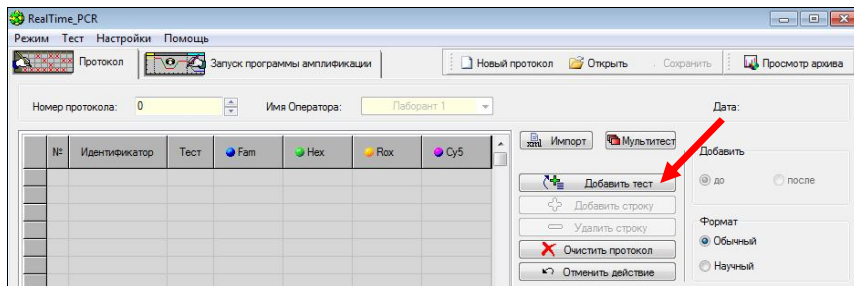 RealTime_PCR
Режим Тест Настройки Помощь
Протокол Запуск программы амплификации Новый протокол Открыть Сохранить Просмотр архива
Номер протокола: 0 Имя Оператора: Лаборант 1 Дата:
№ Идентификатор Тест Fam Hex Rox Cy5
xml Импорт Мультитест
Добавить
Добавить тест до после
Добавить строку
Удалить строку Формат
Очистить протокол Обычный
Отменить действие Научный